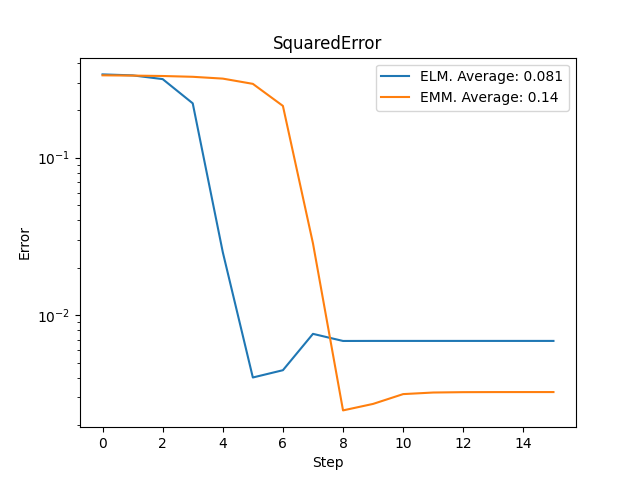 SquaredError
ELM. Average: 0.081
EMM. Average: 0.14
10⁻¹
10⁻²
Error
0 2 4 6 8 10 12 14
Step